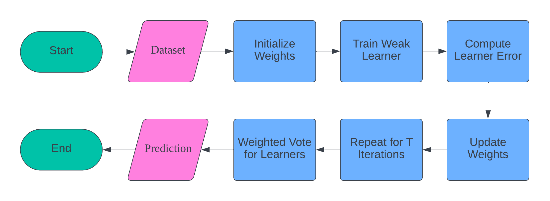 Start
Dataset
Initialize
Weights
Train Weak
Learner
Compute
Learner Error
End
Prediction
Weighted Vote
for Learners
Repeat for T
Iterations
Update
Weights